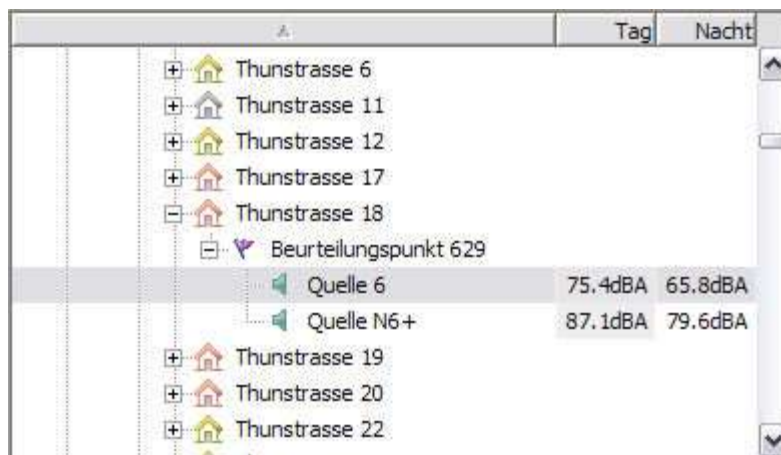 Tag Nacht
Thunstrasse 6
Thunstrasse 11
Thunstrasse 12
Thunstrasse 17
Thunstrasse 18
Beurteilungspunkt 629
Quelle 6 75.4dBA 65.8dBA
Quelle N6+ 87.1dBA 79.6dBA
Thunstrasse 19
Thunstrasse 20
Thunstrasse 22